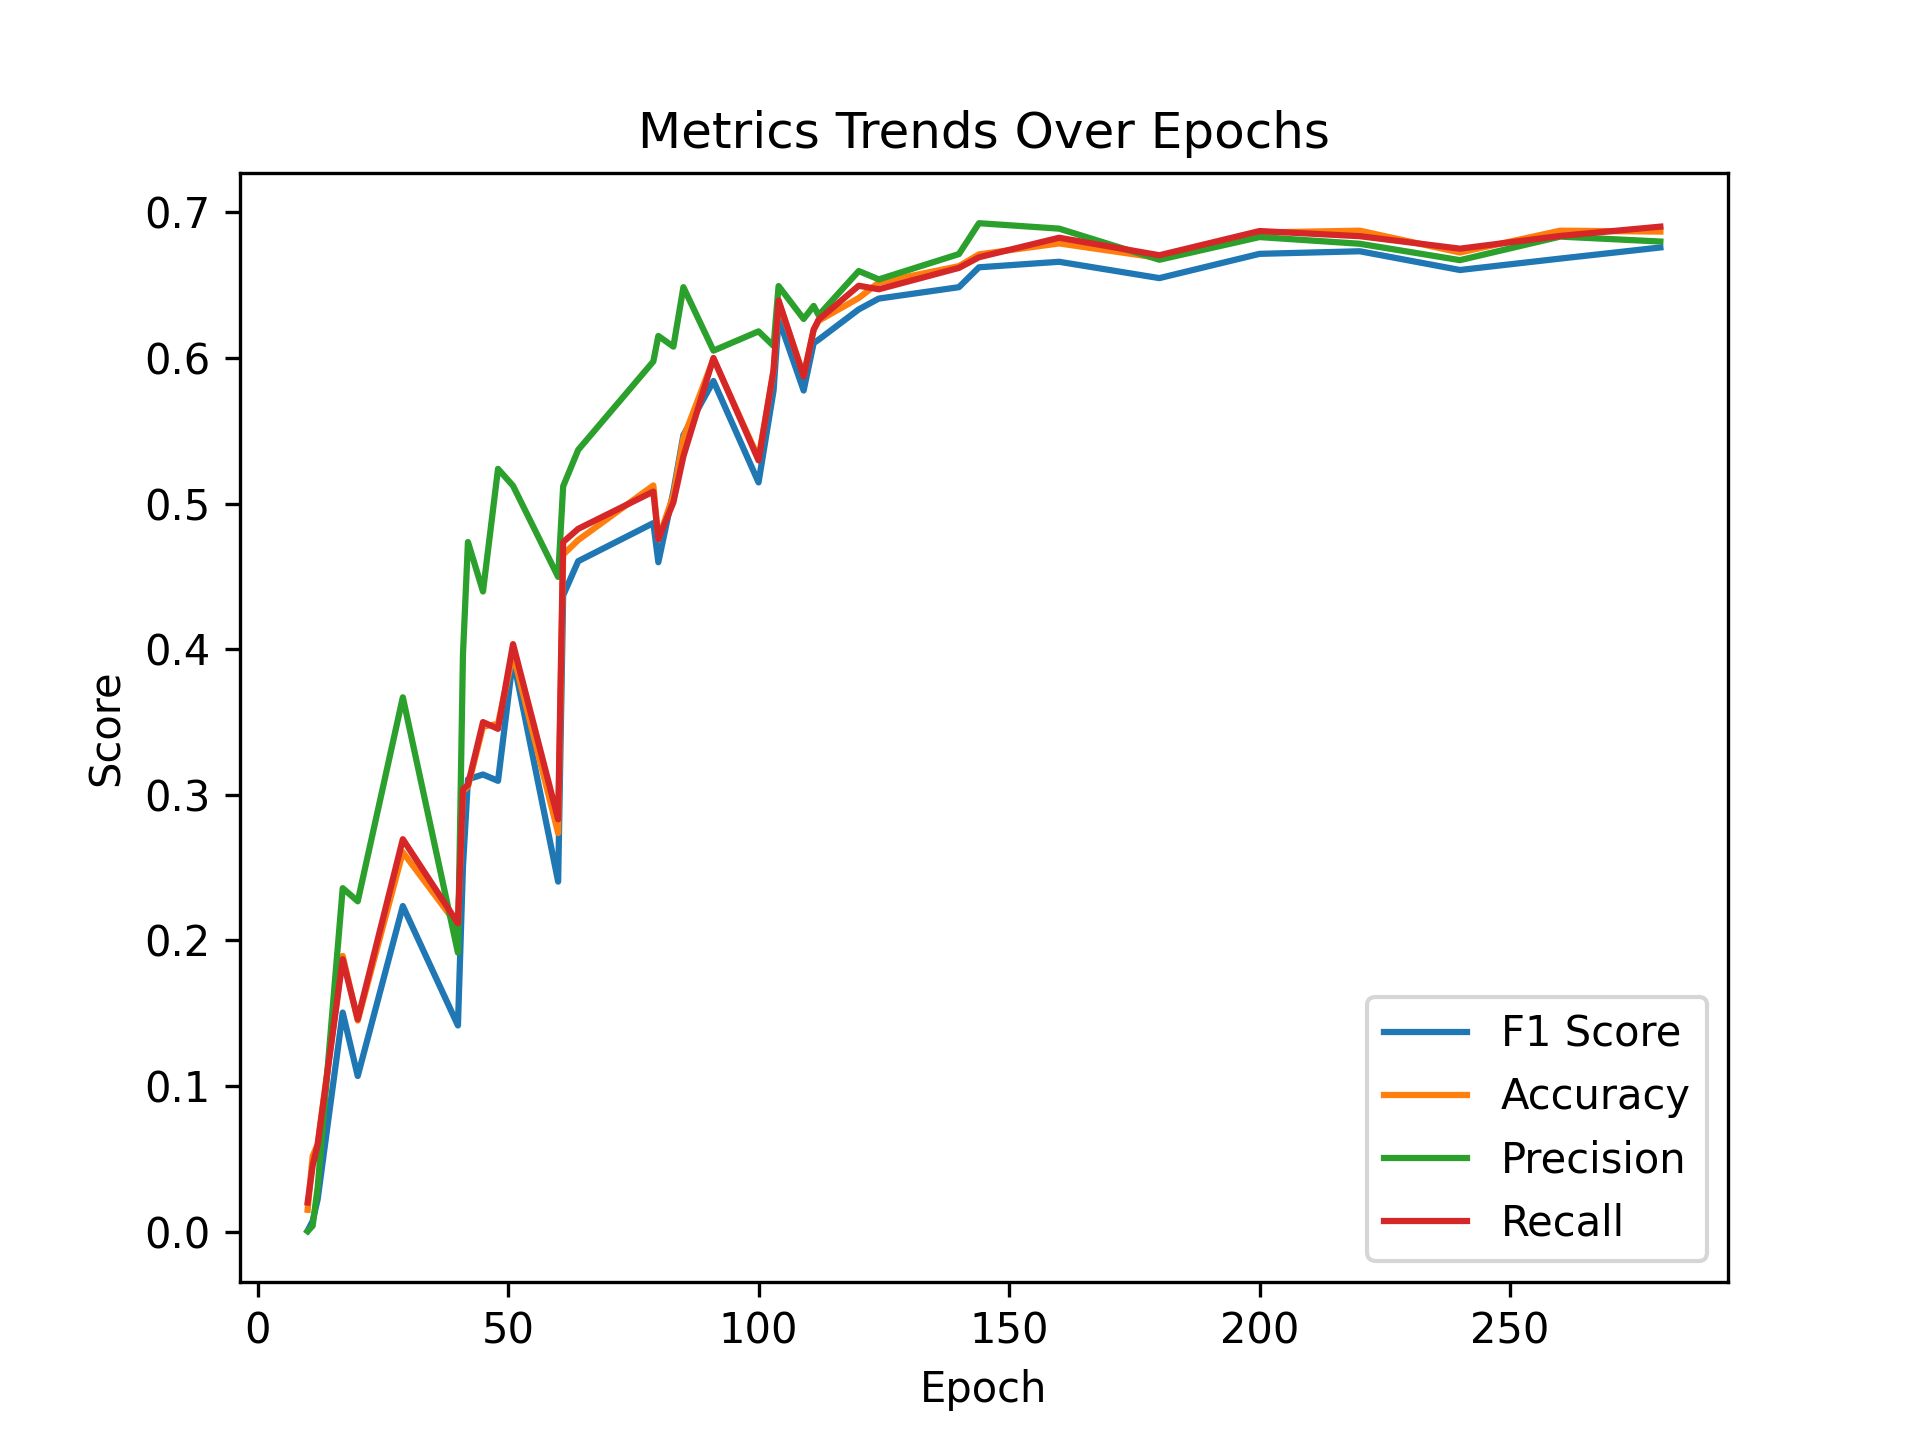 Metrics Trends Over Epochs
0.7
0.6
0.5
0.4
0.3
0.2
0.1
0.0
Score
0 50 100 150 200 250
Epoch
F1 Score
Accuracy
Precision
Recall